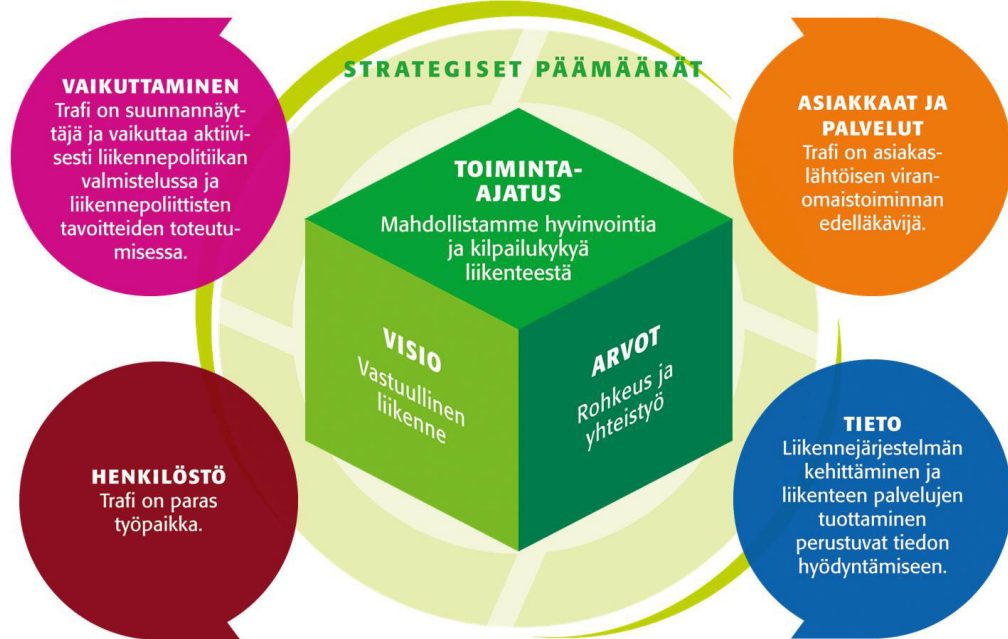 STRATEGISET PÄÄMÄÄRÄT
VAIKUTTAMINEN
Trafi on suunnannäyt-
täjä ja vaikuttaa aktiivi-
sesti liikennepolitiikan
valmistelussa ja
liikennepoliittisten
tavoitteiden toteutu-
misessa.
ASIAKKAAT JA
PALVELUT
Trafi on asiakas-
lähtöisen viran-
omaistoiminnan
edelläkävijä.
TOIMINTA-
AJATUS
Mahdollistamme hyvinvointia
ja kilpailukykyä
liikenteestä
VISIO
Vastuullinen
liikenne
ARVOT
Rohkeus ja
yhteistyö
HENKILÖSTÖ
Trafi on paras
työpaikka.
TIETO
Liikennejärjestelmän
kehittäminen ja
liikenteen palvelujen
tuottaminen
perustuvat tiedon
hyödyntämiseen.